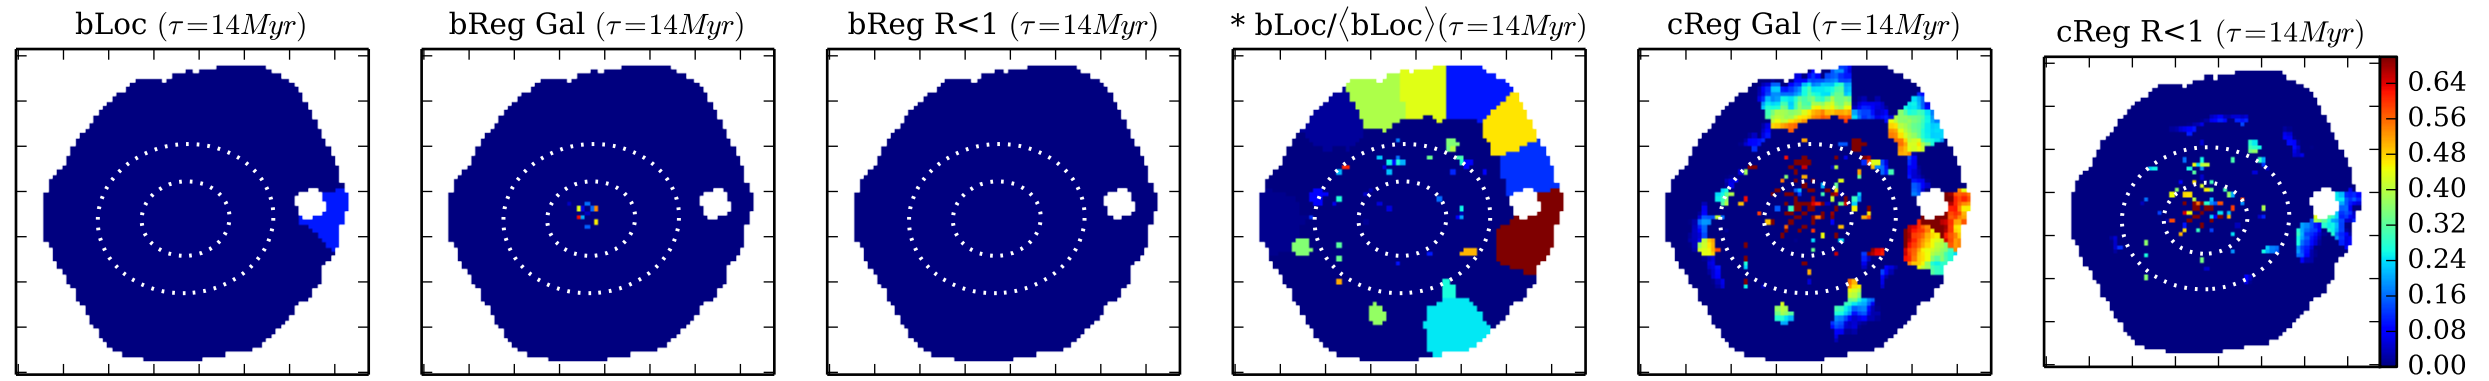 bLoc (τ=14Myr)
bReg Gal (τ=14Myr)
bReg R<1 (τ=14Myr)
* bLoc/⟨bLoc⟩(τ=14Myr)
cReg Gal (τ=14Myr)
cReg R<1 (τ=14Myr)
0.64
0.56
0.48
0.40
0.32
0.24
0.16
0.08
0.00